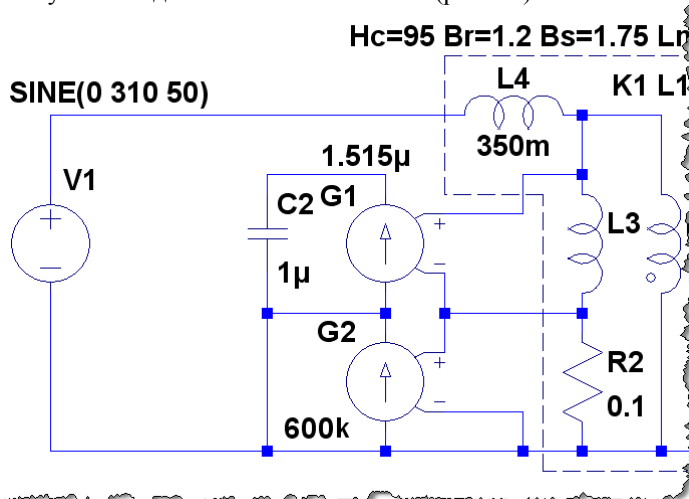 Hc=95 Br=1.2 Bs=1.75
L4
K1 L1
SINE(0 310 50)
350m
1.515µ
V1
+
C2
G1
+
L3
1µ
G2
+
R2
0.1
600k